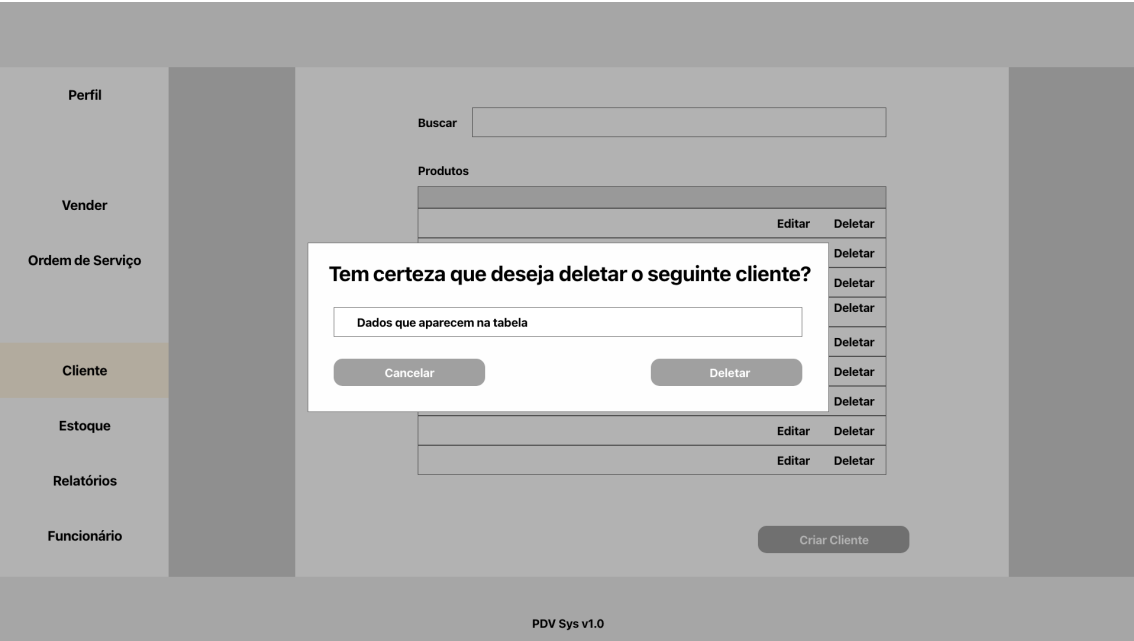 Perfil
Vender
Ordem de Serviço
Cliente
Estoque
Relatórios
Funcionário
Buscar
Produtos
Editar Deletar
Deletar
Deletar
Deletar
Deletar
Deletar
Deletar
Editar Deletar
Editar Deletar
Tem certeza que deseja deletar o seguinte cliente?
Dados que aparecem na tabela
Cancelar Deletar
Criar Cliente
PDV Sys v1.0